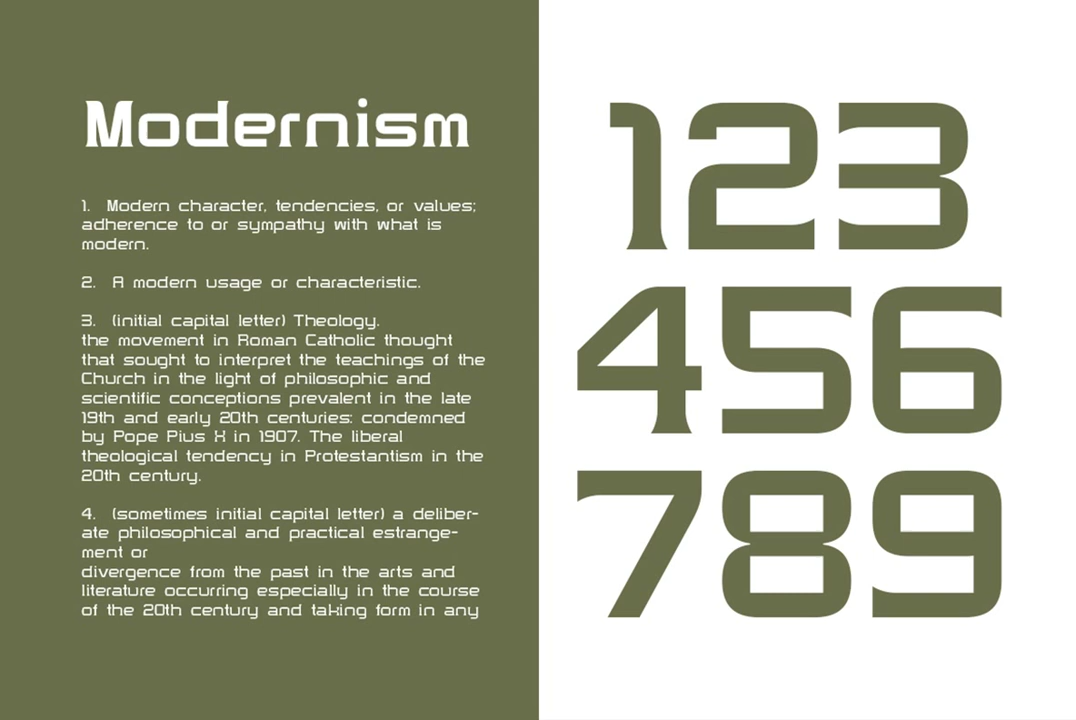 Modernism
1. Modern character, tendencies, or values;
adherence to or sympathy with what is
modern.
2. A modern usage or characteristic.
3. (initial capital letter) Theology.
the movement in Roman Catholic thought
that sought to interpret the teachings of the
Church in the light of philosophic and
scientific conceptions prevalent in the late
19th and early 20th centuries: condemned
by Pope Pius X in 1907. The liberal
theological tendency in Protestantism in the
20th century.
4. (sometimes initial capital letter) a deliber-
ate philosophical and practical estrange-
ment or
divergence from the past in the arts and
literature occurring especially in the course
of the 20th century and taking form in any
123
456
789